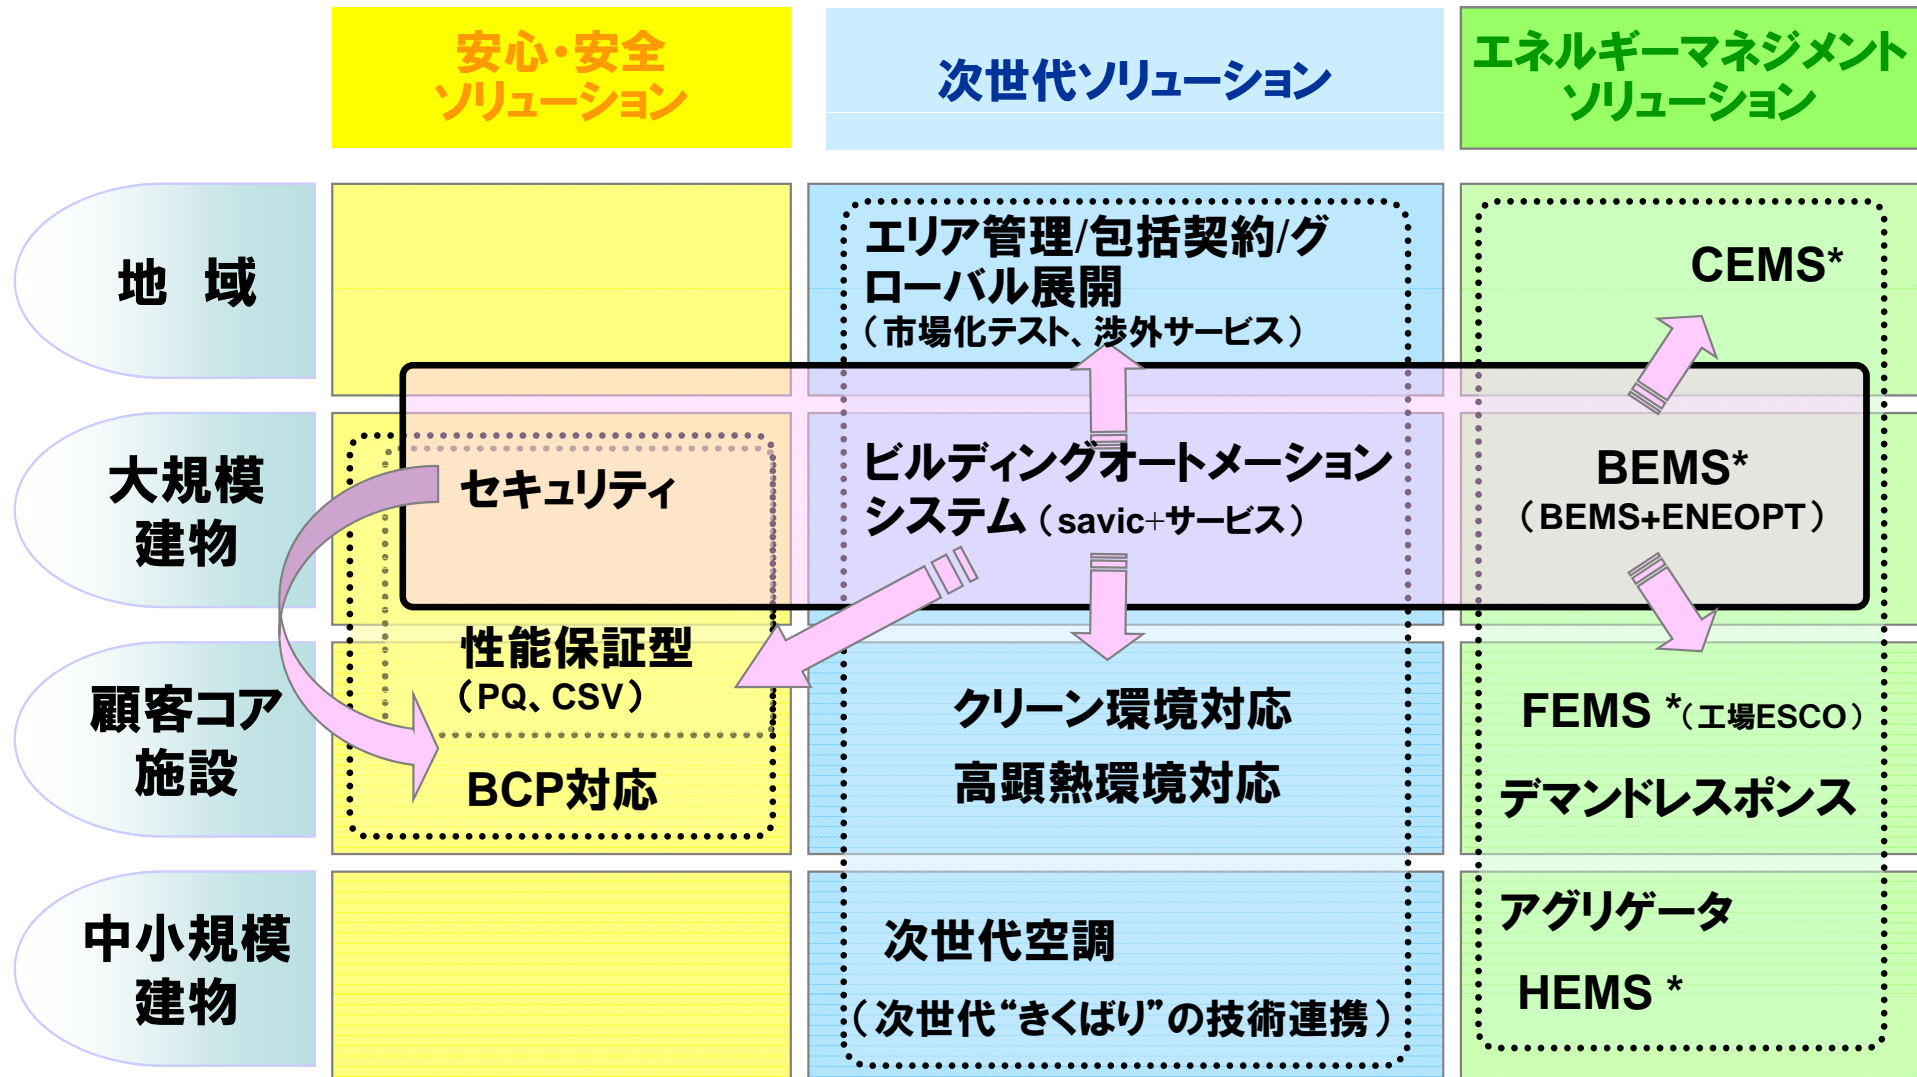 安心・安全
ソリューション
次世代ソリューション
エネルギーマネジメント
ソリューション
地 域
エリア管理/包括契約/グ
ローバル展開
（市場化テスト、渉外サービス）
CEMS*
大規模
建物
セキュリティ
ビルディングオートメーション
システム（savic+サービス）
BEMS*
（BEMS+ENEOPT）
顧客コア
施設
性能保証型
（PQ、CSV）
BCP対応
クリーン環境対応
高顕熱環境対応
FEMS *（工場ESCO）
デマンドレスポンス
中小規模
建物
次世代空調
（次世代“きくばり”の技術連携）
アグリゲータ
HEMS *